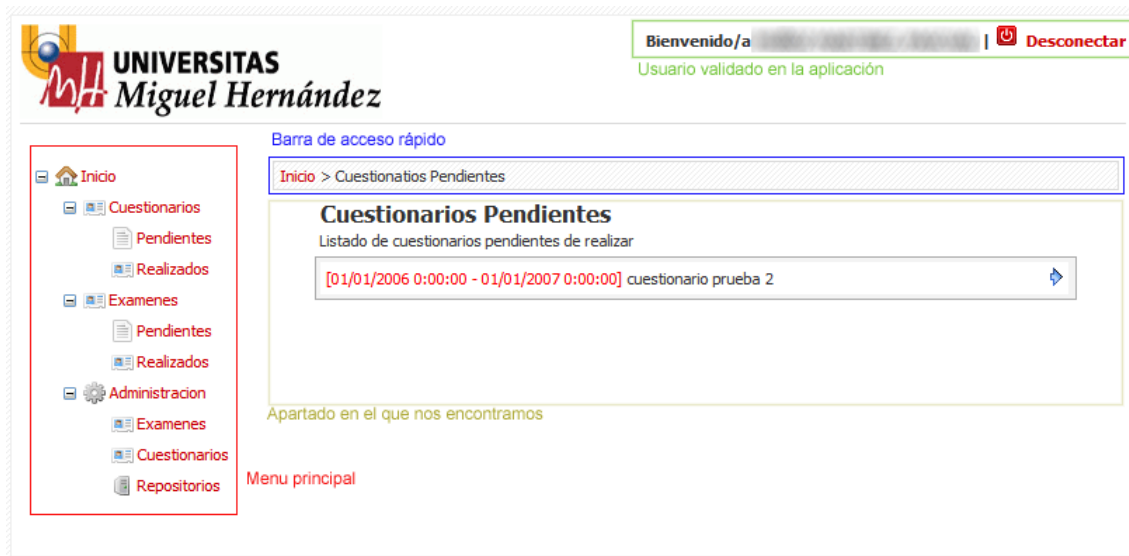 UNIVERSITAS
Miguel Hernández
Bienvenido/a | Desconectar
Usuario validado en la aplicación
Barra de acceso rápido
Inicio > Cuestionatios Pendientes
Inicio
Cuestionarios
Pendientes
Realizados
Examenes
Pendientes
Realizados
Administracion
Examenes
Cuestionarios
Repositorios
Menu principal
Cuestionarios Pendientes
Listado de cuestionarios pendientes de realizar
[01/01/2006 0:00:00 - 01/01/2007 0:00:00] cuestionario prueba 2
Apartado en el que nos encontramos